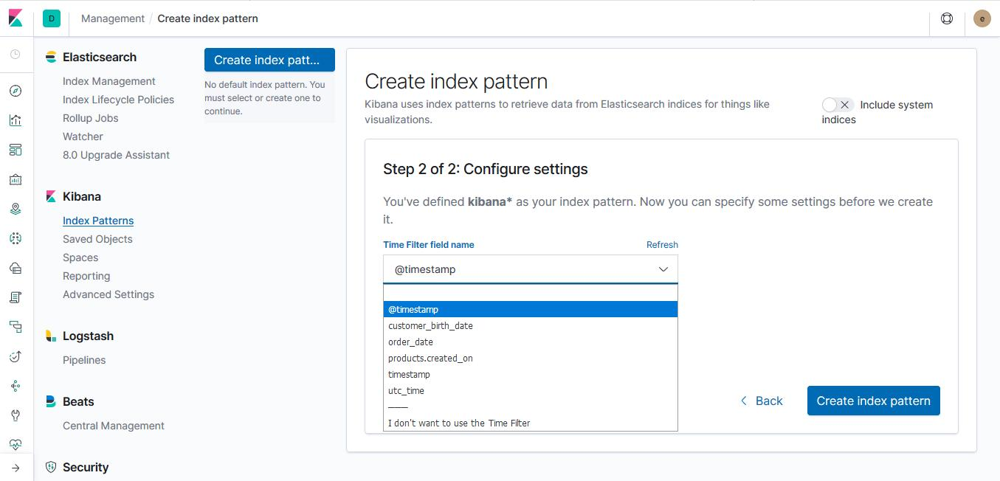 D
Management / Create index pattern
e
Elasticsearch
Index Management
Index Lifecycle Policies
Rollup Jobs
Watcher
8.0 Upgrade Assistant
Kibana
Index Patterns
Saved Objects
Spaces
Reporting
Advanced Settings
Logstash
Pipelines
Beats
Central Management
Security
Create index patt...
No default index pattern. You
must select or create one to
continue.
Create index pattern
Kibana uses index patterns to retrieve data from Elasticsearch indices for things like
visualizations.
Include system
indices
Step 2 of 2: Configure settings
You've defined kibana* as your index pattern. Now you can specify some settings before we create
it.
Time Filter field name
Refresh
@timestamp
@timestamp
customer_birth_date
order_date
products.created_on
timestamp
utc_time
———
I don't want to use the Time Filter
Back
Create index pattern